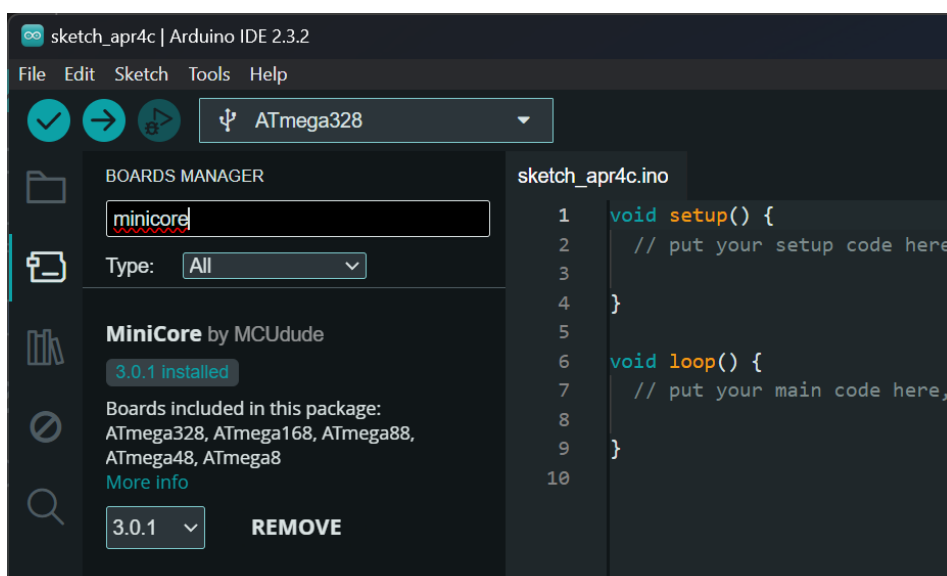 sketch_apr4c | Arduino IDE 2.3.2
File Edit Sketch Tools Help
ATmega328
BOARDS MANAGER
minicore
Type: All
MiniCore by MCUdude
3.0.1 installed
Boards included in this package:
ATmega328, ATmega168, ATmega88,
ATmega48, ATmega8
More info
3.0.1 REMOVE
sketch_apr4c.ino
1 void setup() {
2 // put your setup code here
3
4 }
5
6 void loop() {
7 // put your main code here,
8
9 }
10